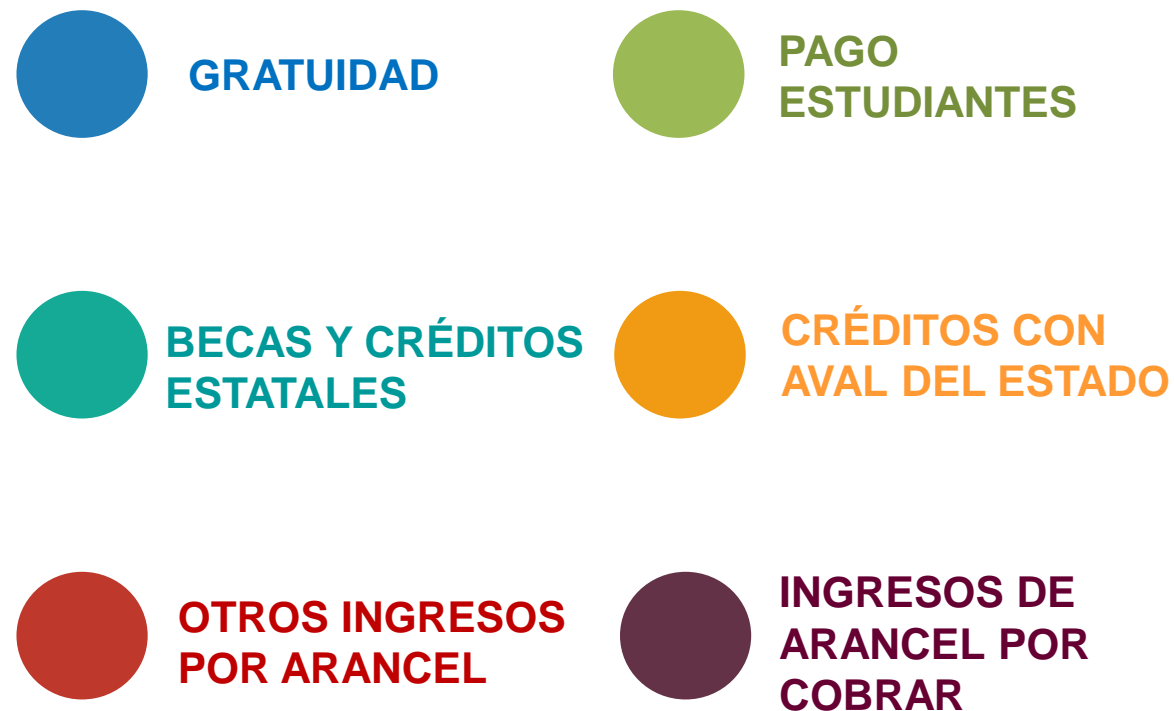 GRATUIDAD
PAGO
ESTUDIANTES
BECAS Y CRÉDITOS
ESTATALES
CRÉDITOS CON
AVAL DEL ESTADO
OTROS INGRESOS
POR ARANCEL
INGRESOS DE
ARANCEL POR
COBRAR